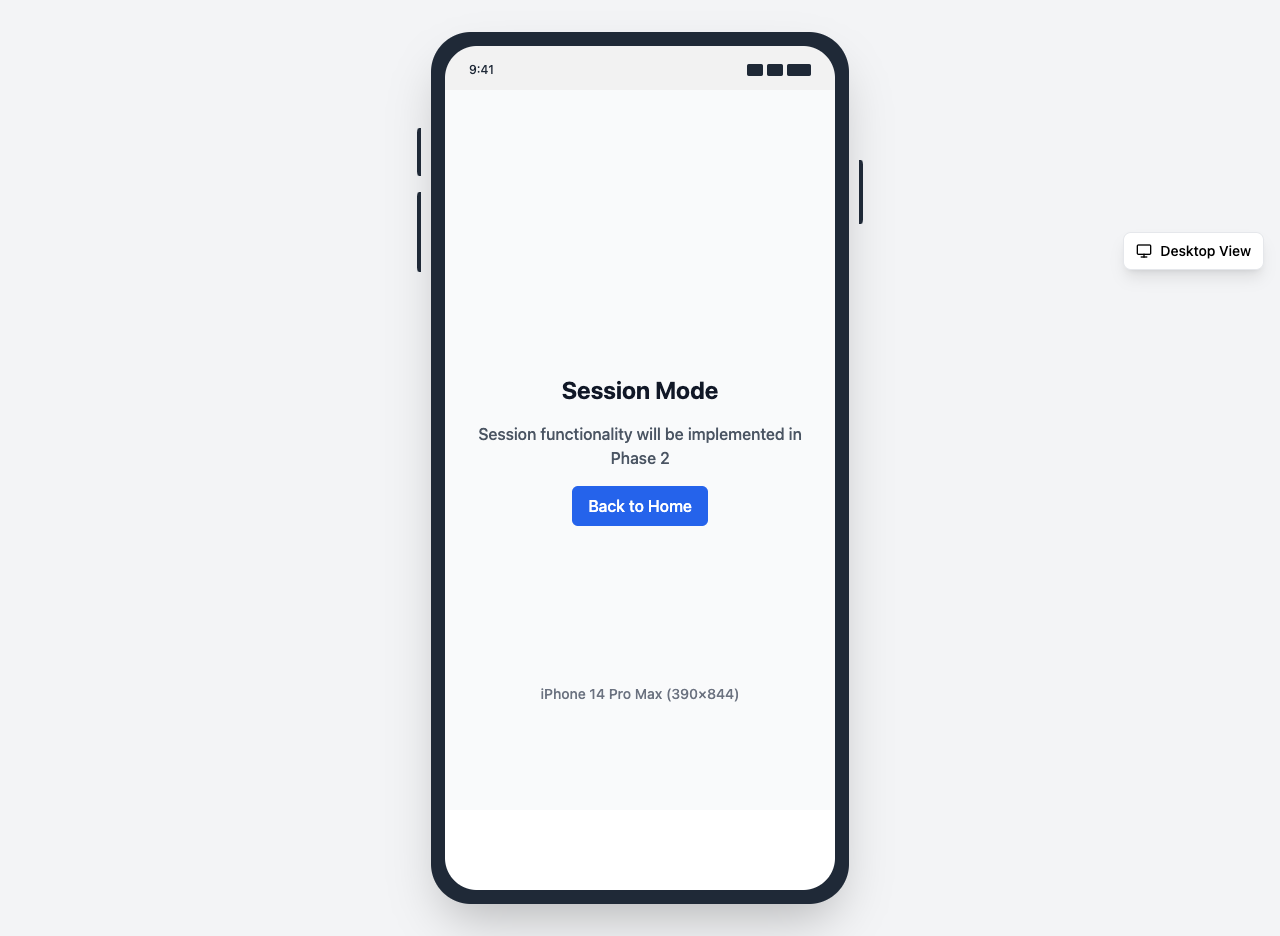 9:41
Desktop View
Session Mode
Session functionality will be implemented in
Phase 2
Back to Home
iPhone 14 Pro Max (390×844)